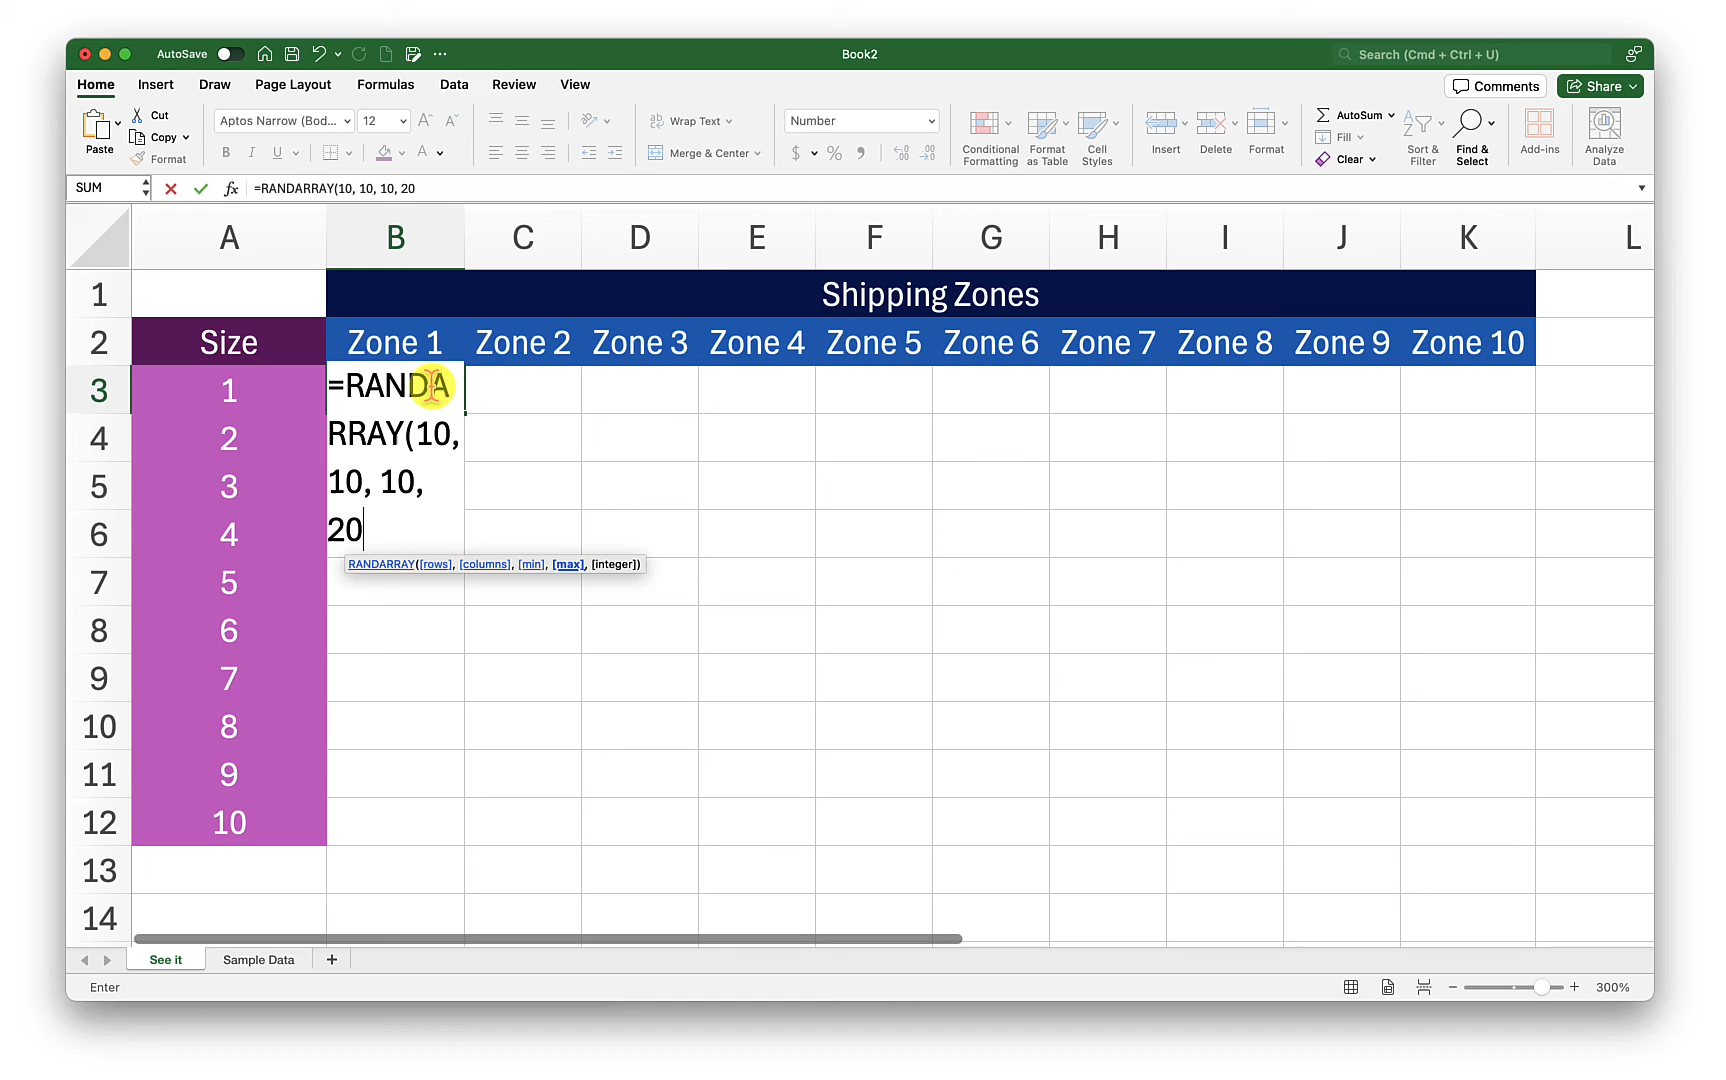 AutoSave
Book2
Search (Cmd + Ctrl + U)
Home Insert Draw Page Layout Formulas Data Review View
Comments Share
Paste
Cut
Copy
Format
Aptos Narrow (Bod... 12
B I U
Wrap Text
Merge & Center
Number
$ % 9
Conditional Formatting
Format as Table
Cell Styles
Insert
Delete
Format
AutoSum
Fill
Clear
Sort & Filter
Find & Select
Add-ins
Analyze Data
SUM fx =RANDARRAY(10, 10, 10, 20
A B C D E F G H I J K L
1 Shipping Zones
2 Size Zone 1 Zone 2 Zone 3 Zone 4 Zone 5 Zone 6 Zone 7 Zone 8 Zone 9 Zone 10
3 1 =RANDA
4 2 RRAY(10,
5 3 10, 10,
6 4 20
RANDARRAY([rows], [columns], [min], [max], [integer])
7 5
8 6
9 7
10 8
11 9
12 10
13
14
See it Sample Data +
Enter
300%